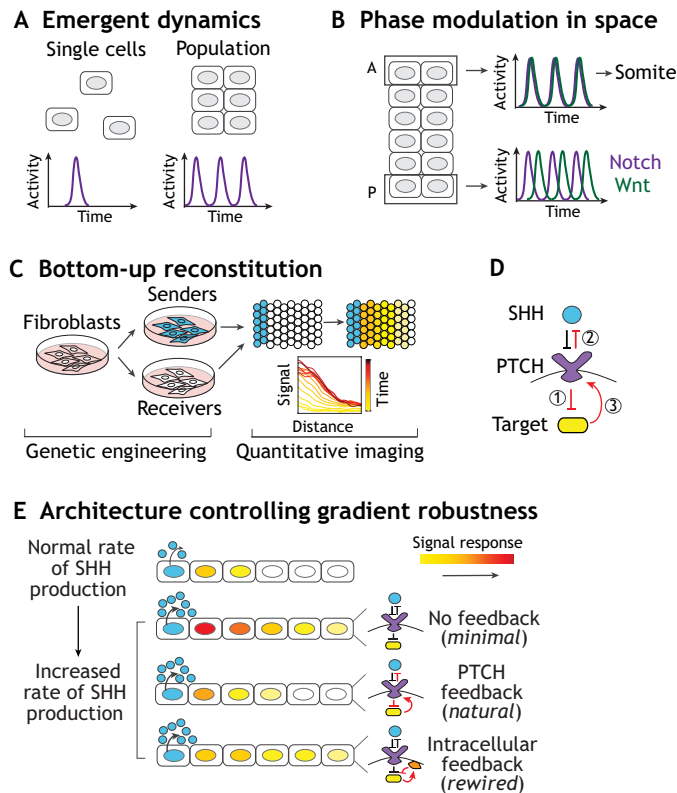 A Emergent dynamics
Single cells
Population
Activity
Time
Activity
Time
B Phase modulation in space
A
P
Activity
Time
Somite
Activity
Time
Notch
Wnt
C Bottom-up reconstitution
Fibroblasts
Senders
Receivers
Signal
Distance
Time
Genetic engineering
Quantitative imaging
D
SHH
②
PTCH
①
③
Target
E Architecture controlling gradient robustness
Normal rate
of SHH
production
Signal response
Increased
rate of SHH
production
No feedback
(minimal)
PTCH
feedback
(natural)
Intracellular
feedback
(rewired)